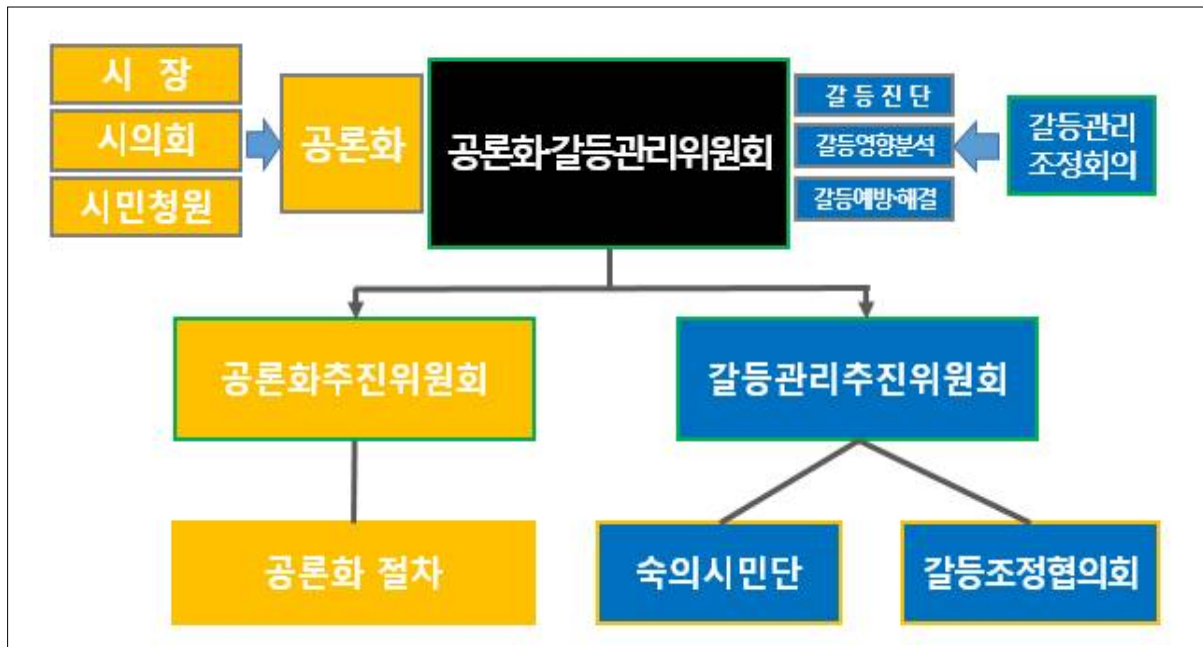 시 장
시의회
시민청원
공론화
공론화·갈등관리위원회
갈 등 진 단
갈등영향분석
갈등예방·해결
갈등관리
조정회의
공론화추진위원회
갈등관리추진위원회
공론화 절차
숙의시민단
갈등조정협의회